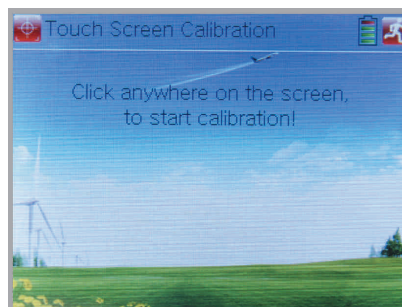 Touch Screen Calibration
Click anywhere on the screen,
to start calibration!